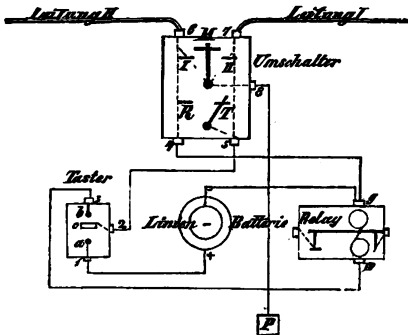 Leitung II Leitung I
6 M 7
I II
Umschalter
8
R T
4 5
Taster
3
b
c 2
a
1
Linien - Batterie
+
9
Relay
10
P